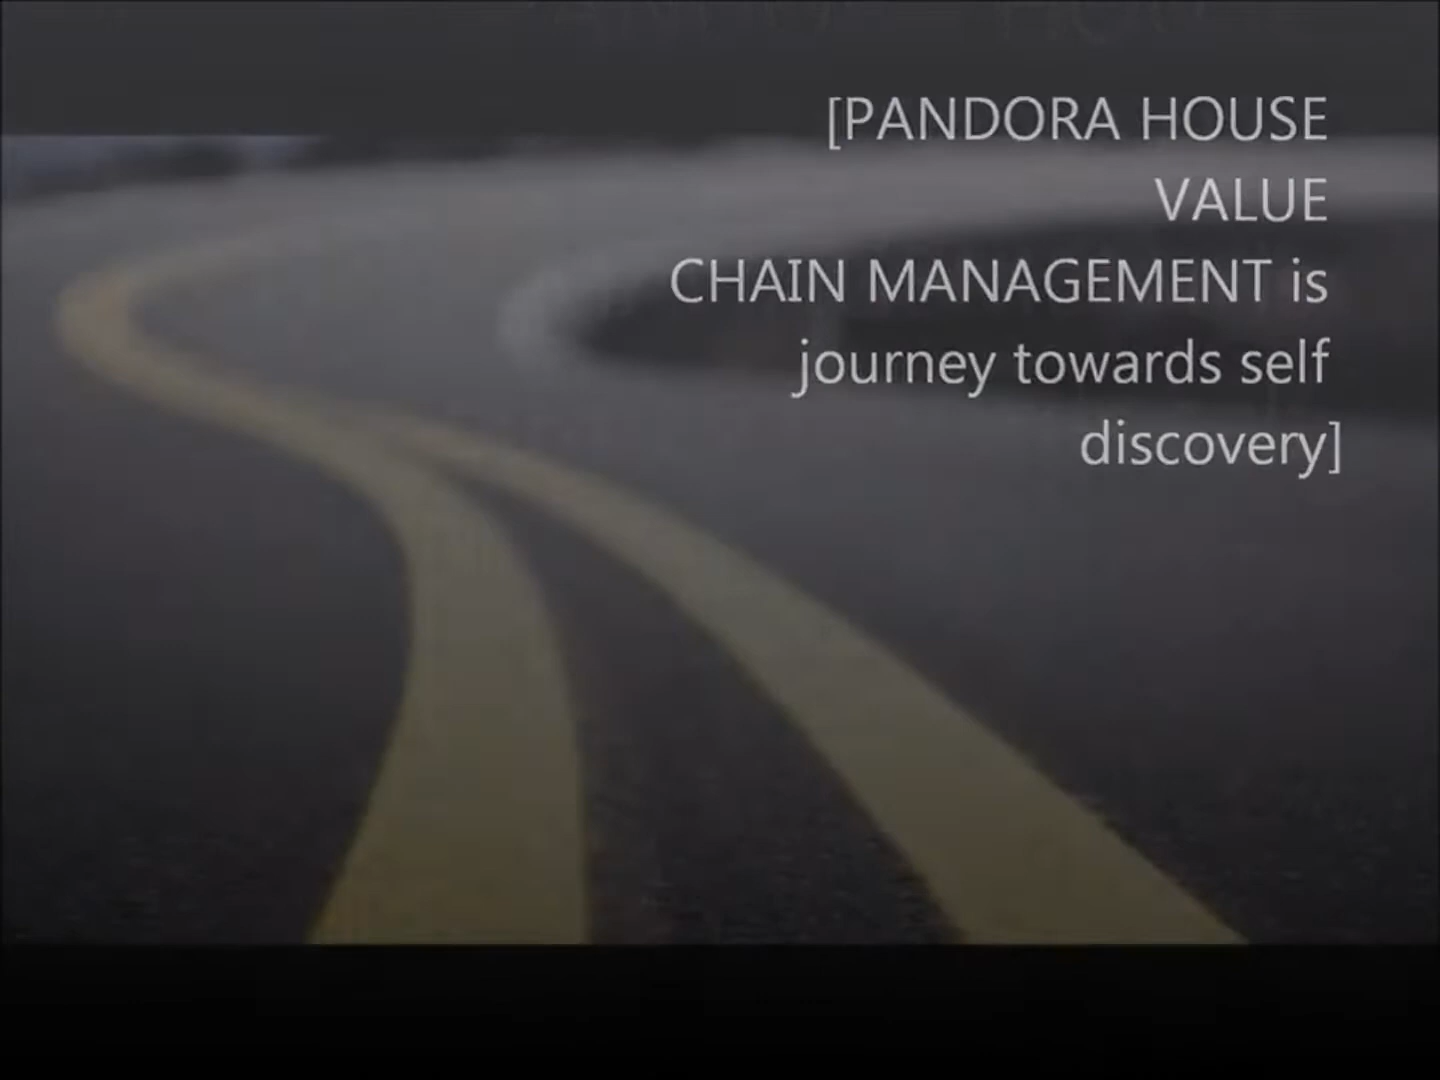 [PANDORA HOUSE
VALUE
CHAIN MANAGEMENT is
journey towards self
discovery]